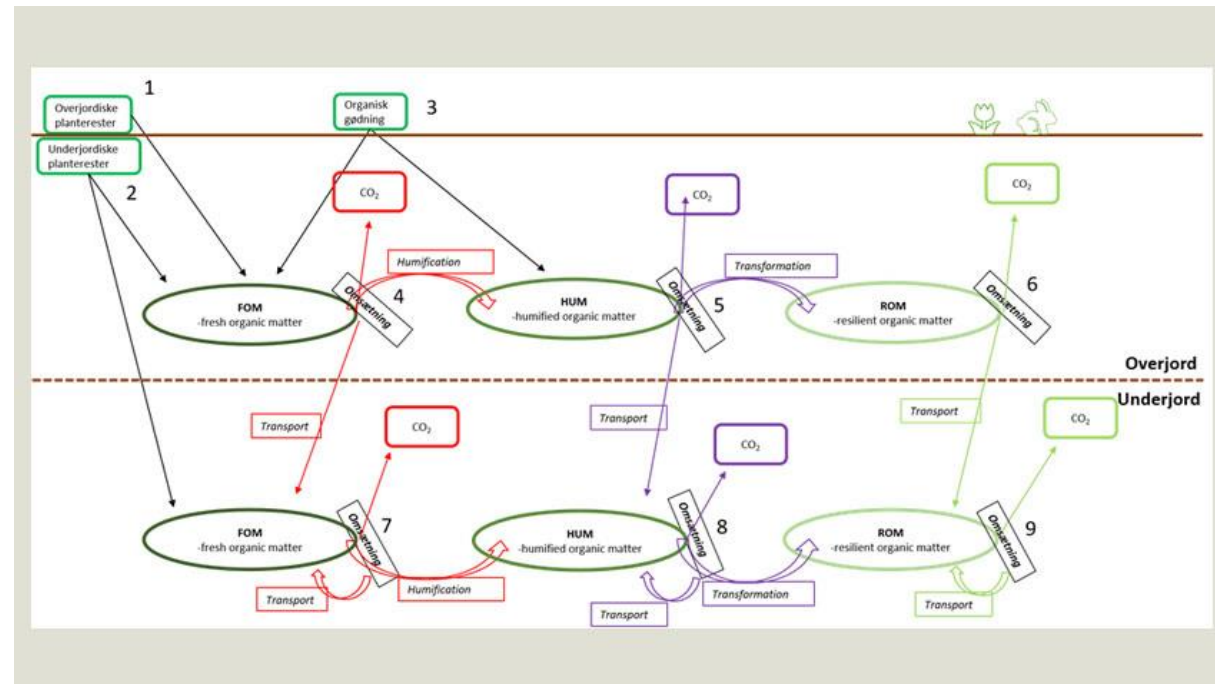 1
Overjordiske
planterester
Organisk
gødning
3
Underjordiske
planterester
2
CO₂
CO₂
CO₂
Humification
Transformation
FOM
-fresh organic matter
Omsætning
4
HUM
-humified organic matter
Omsætning
5
ROM
-resilient organic matter
Omsætning
6
Overjord
Underjord
Transport
CO₂
Transport
CO₂
Transport
CO₂
FOM
-fresh organic matter
Omsætning
7
HUM
-humified organic matter
Omsætning
8
ROM
-resilient organic matter
Omsætning
9
Transport
Humification
Transport
Transformation
Transport